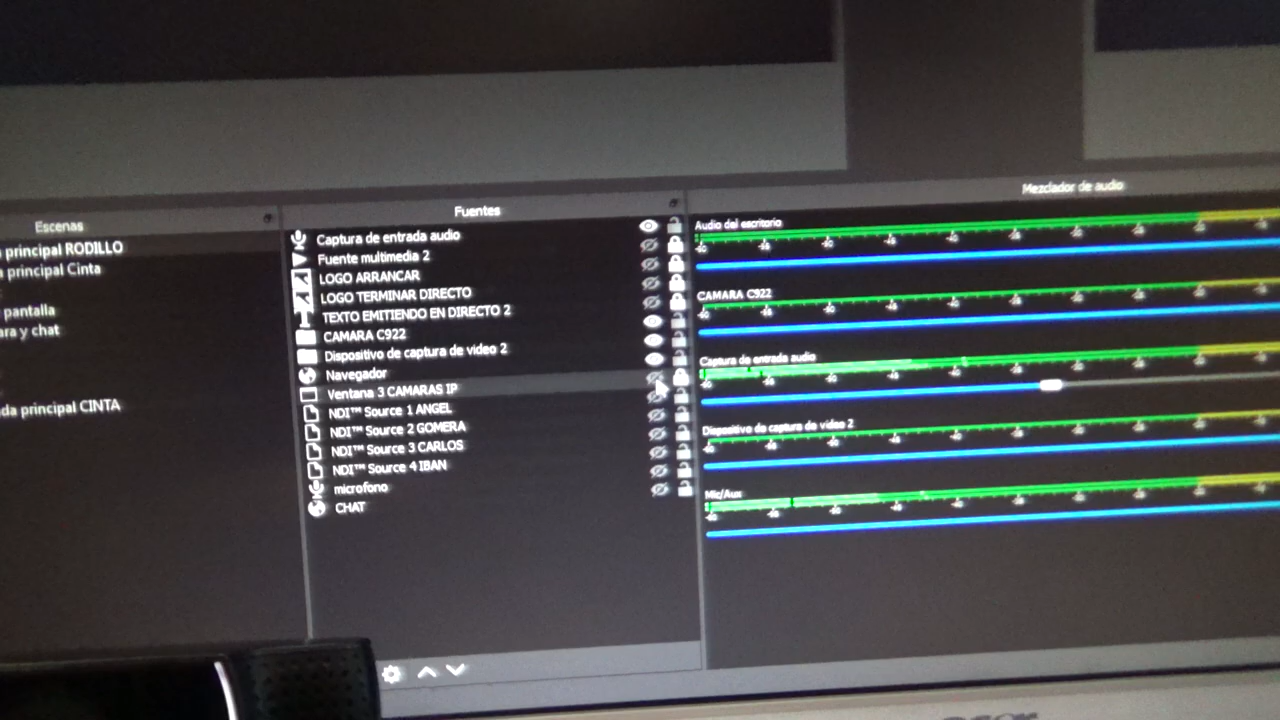 Escenas
principal RODILLO
principal Cinta
pantalla
ra y chat
da principal CINTA
Fuentes
Captura de entrada audio
Fuente multimedia 2
LOGO ARRANCAR
LOGO TERMINAR DIRECTO
TEXTO EMITIENDO EN DIRECTO 2
CAMARA C922
Dispositivo de captura de video 2
Navegador
Ventana 3 CAMARAS IP
NDI™ Source 1 ANGEL
NDI™ Source 2 GOMERA
NDI™ Source 3 CARLOS
NDI™ Source 4 IBAN
microfono
CHAT
Mezclador de audio
Audio del escritorio
CAMARA C922
Captura de entrada audio
Dispositivo de captura de video 2
Mic/Aux